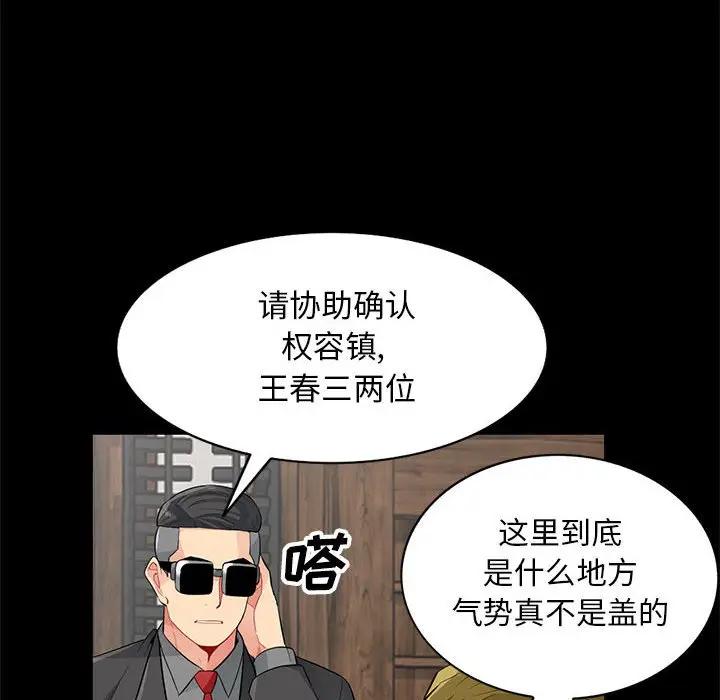 请协助确认
权容镇,
王春三两位
嗒
这里到底
是什么地方
气势真不是盖的